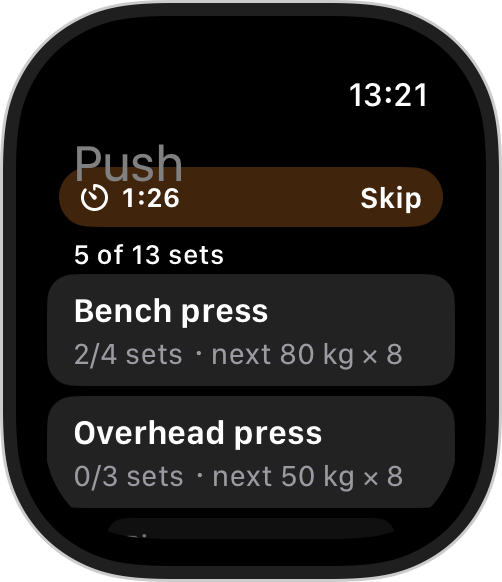 13:21
Push
1:26 Skip
5 of 13 sets
Bench press
2/4 sets · next 80 kg × 8
Overhead press
0/3 sets · next 50 kg × 8